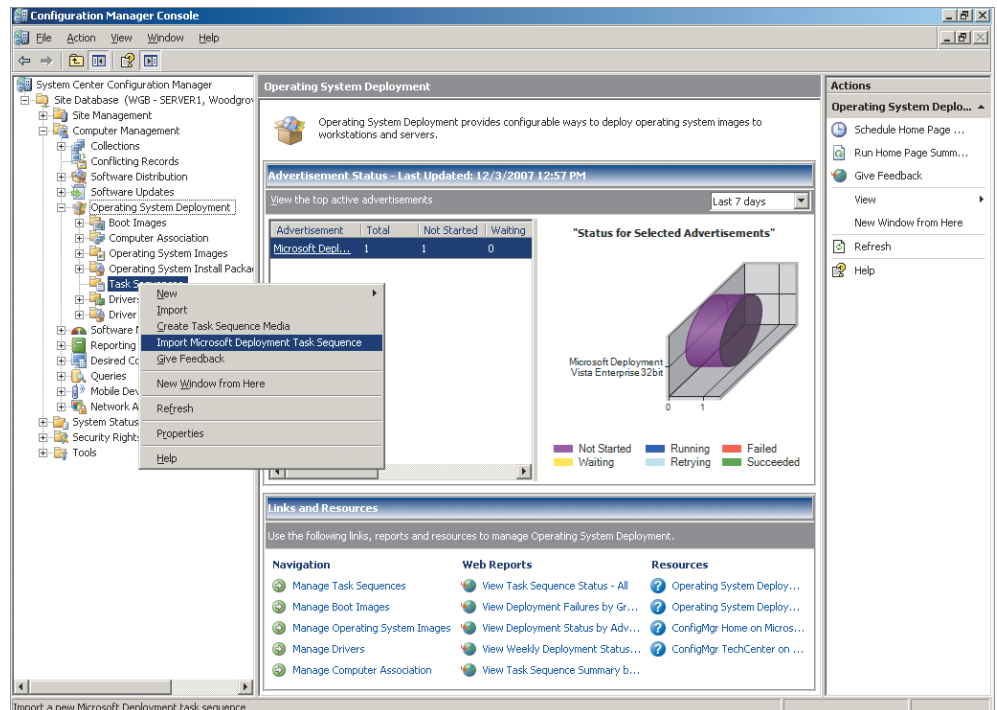 Configuration Manager Console
File Action View Window Help
System Center Configuration Manager
Site Database (WGB - SERVER1, Woodgrov
Site Management
Computer Management
Collections
Conflicting Records
Software Distribution
Software Updates
Operating System Deployment
Boot Images
Computer Association
Operating System Images
Operating System Install Packa
Task Sequences
Drivers
Driver
Software
Reporting
Desired Co
Queries
Mobile Dev
Network A
System Status
Security Rights
Tools
New
Import
Create Task Sequence Media
Import Microsoft Deployment Task Sequence
Give Feedback
New Window from Here
Refresh
Properties
Help
Operating System Deployment
Operating System Deployment provides configurable ways to deploy operating system images to
workstations and servers.
Advertisement Status - Last Updated: 12/3/2007 12:57 PM
View the top active advertisements
Last 7 days
Advertisement Total Not Started Waiting
Microsoft Depl... 1 1 0
"Status for Selected Advertisements"
Microsoft Deployment
Vista Enterprise 32bit
0 1
Not Started Running Failed
Waiting Retrying Succeeded
Links and Resources
Use the following links, reports and resources to manage Operating System Deployment.
Navigation
Manage Task Sequences
Manage Boot Images
Manage Operating System Images
Manage Drivers
Manage Computer Association
Web Reports
View Task Sequence Status - All
View Deployment Failures by Gr...
View Deployment Status by Adv...
View Weekly Deployment Status...
View Task Sequence Summary b...
Resources
Operating System Deploy...
Operating System Deploy...
ConfigMgr Home on Micros...
ConfigMgr TechCenter on ...
Actions
Operating System Deplo...
Schedule Home Page ...
Run Home Page Summ...
Give Feedback
View
New Window from Here
Refresh
Help
Import a new Microsoft Deployment task sequence